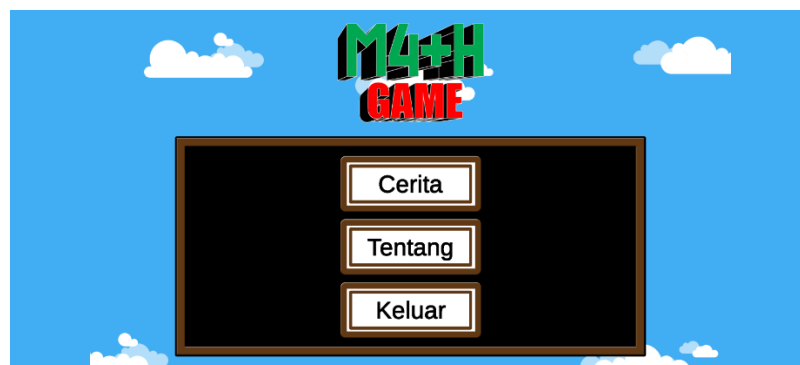 M4+H
GAME
Cerita
Tentang
Keluar